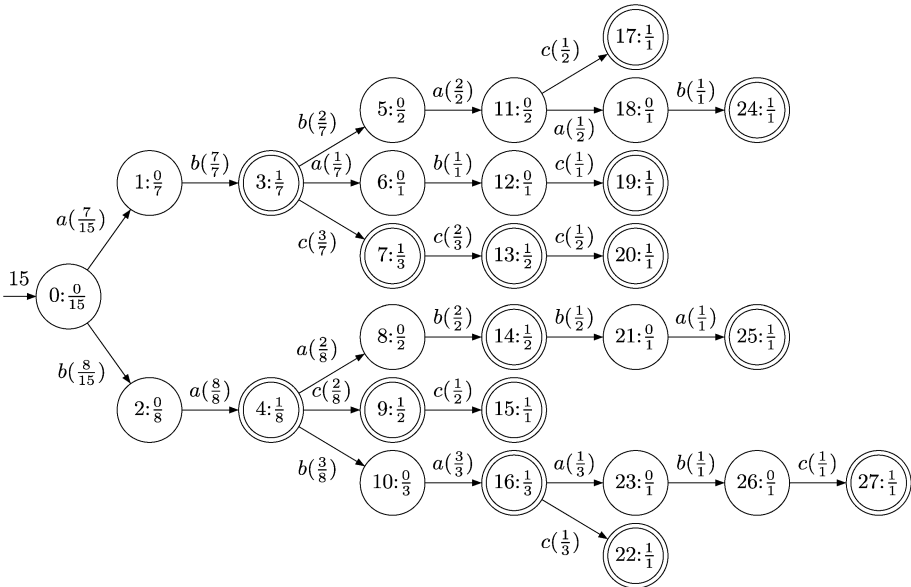 c(1/2)
17:1/1
b(2/7)
5:0/2
a(2/2)
11:0/2
a(1/2)
18:0/1
b(1/1)
24:1/1
1:0/7
b(7/7)
3:1/7
a(1/7)
6:0/1
b(1/1)
12:0/1
c(1/1)
19:1/1
a(7/15)
c(3/7)
7:1/3
c(2/3)
13:1/2
c(1/2)
20:1/1
15
0:0/15
b(8/15)
a(2/8)
8:0/2
b(2/2)
14:1/2
b(1/2)
21:0/1
a(1/1)
25:1/1
2:0/8
a(8/8)
4:1/8
c(2/8)
9:1/2
c(1/2)
15:1/1
b(3/8)
10:0/3
a(3/3)
16:1/3
a(1/3)
23:0/1
b(1/1)
26:0/1
c(1/1)
27:1/1
c(1/3)
22:1/1